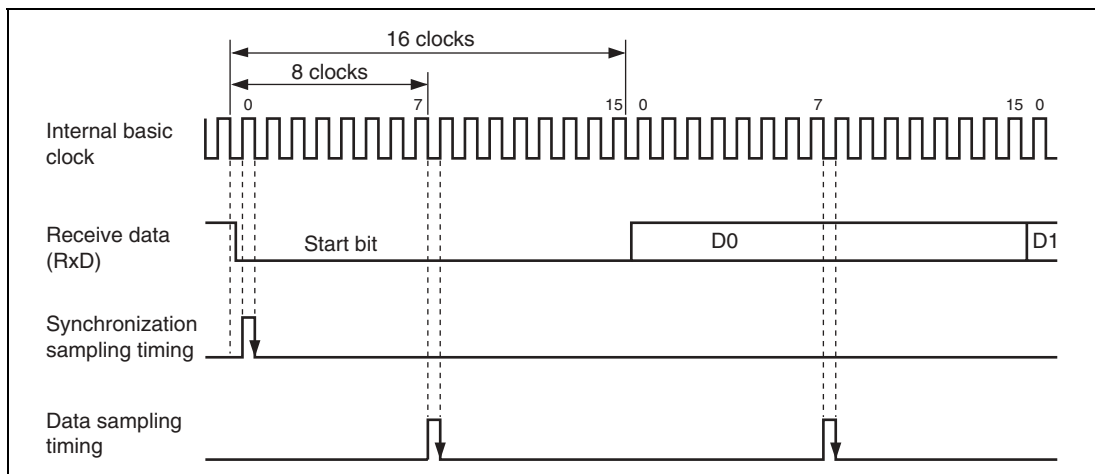 16 clocks
8 clocks
0 7 15 0 7 15 0
Internal basic
clock
Receive data
(RxD)
Start bit D0 D1
Synchronization
sampling timing
Data sampling
timing